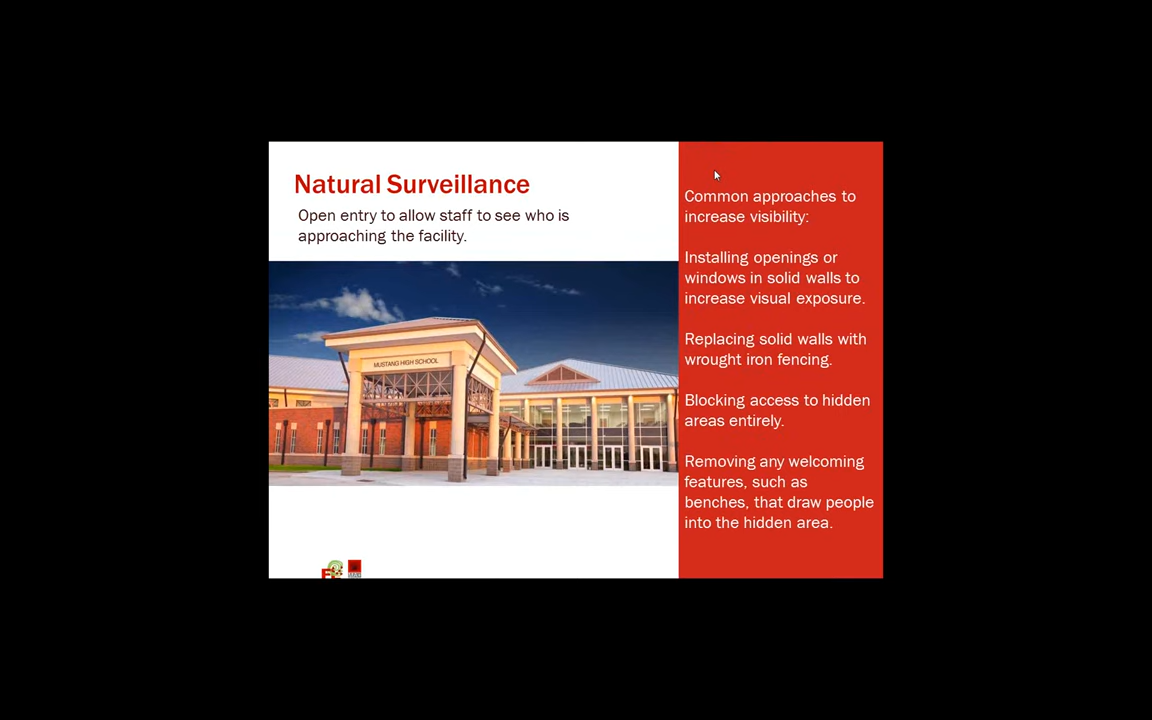 Natural Surveillance
Open entry to allow staff to see who is
approaching the facility.
MUSTANG HIGH SCHOOL
Common approaches to
increase visibility:
Installing openings or
windows in solid walls to
increase visual exposure.
Replacing solid walls with
wrought iron fencing.
Blocking access to hidden
areas entirely.
Removing any welcoming
features, such as
benches, that draw people
into the hidden area.